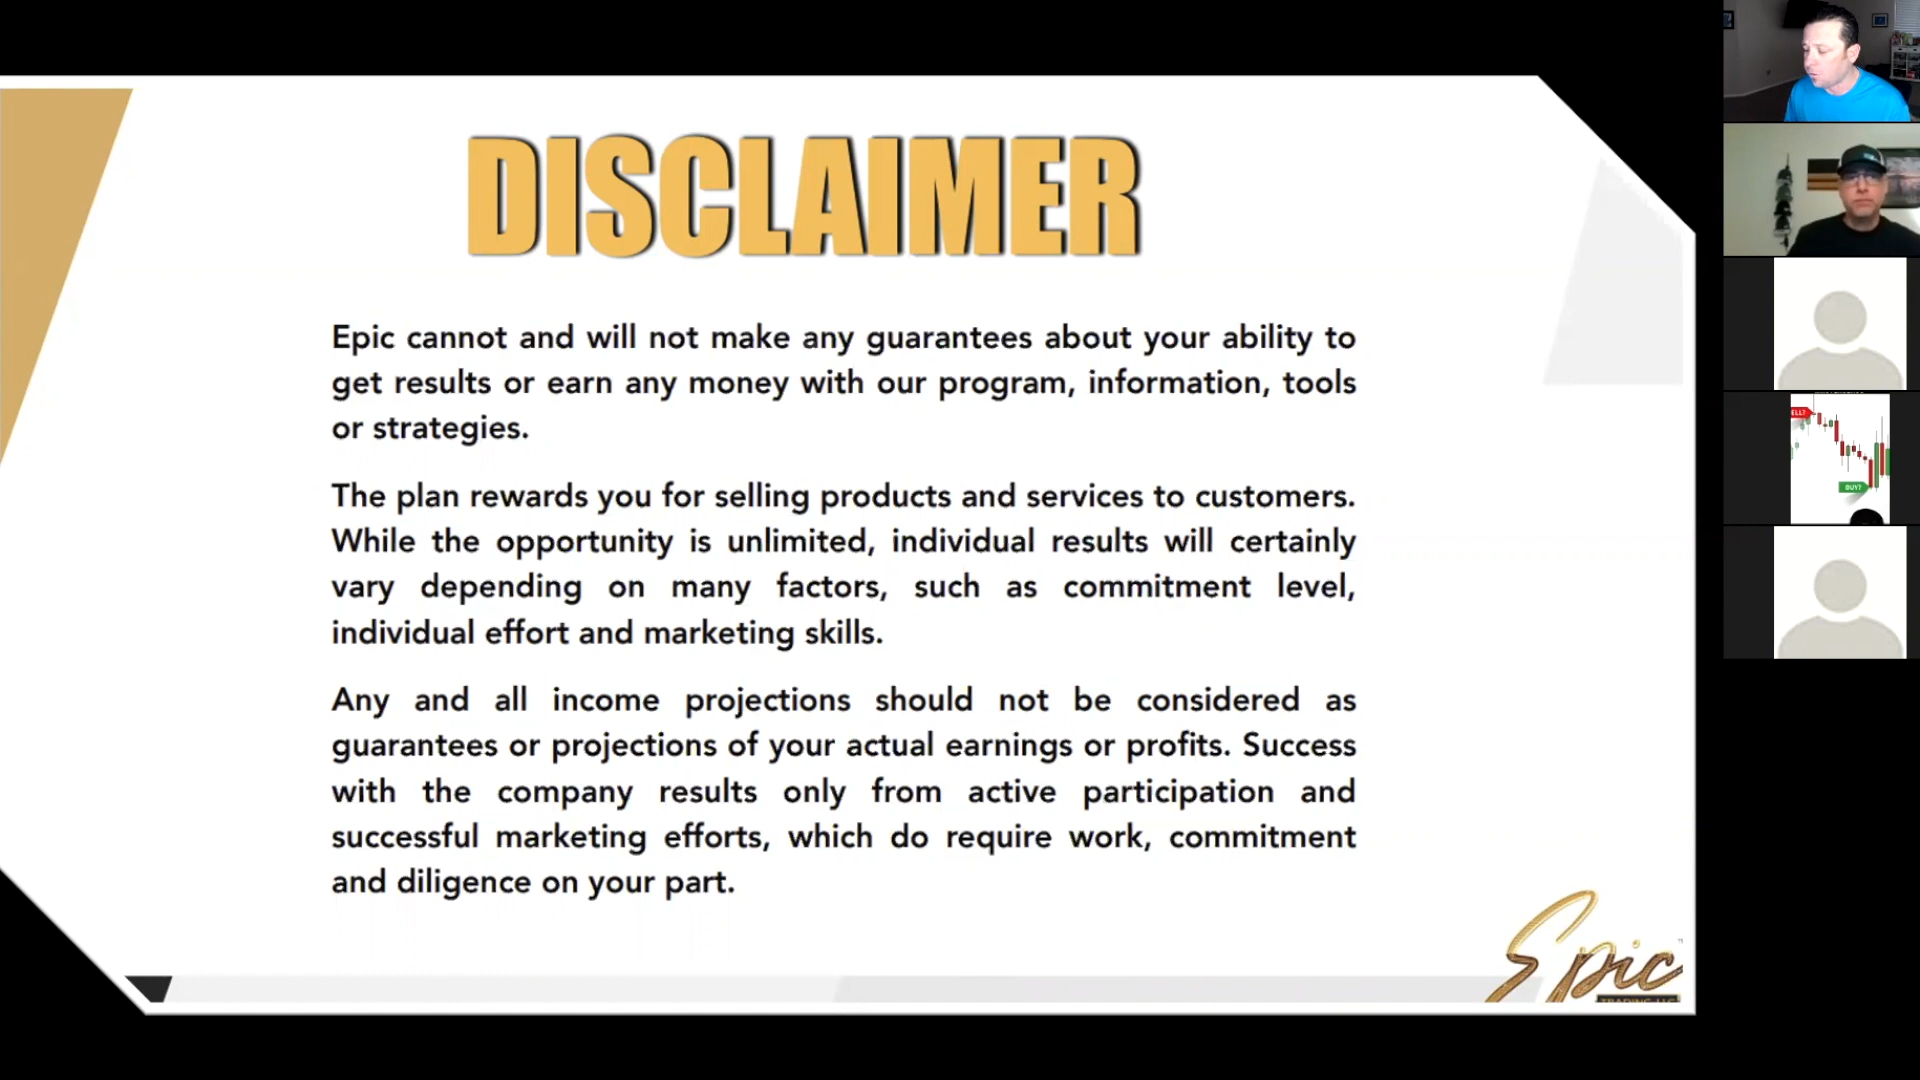 DISCLAIMER
Epic cannot and will not make any guarantees about your ability to
get results or earn any money with our program, information, tools
or strategies.
The plan rewards you for selling products and services to customers.
While the opportunity is unlimited, individual results will certainly
vary depending on many factors, such as commitment level,
individual effort and marketing skills.
Any and all income projections should not be considered as
guarantees or projections of your actual earnings or profits. Success
with the company results only from active participation and
successful marketing efforts, which do require work, commitment
and diligence on your part.
Epic
TRADING, LLC
ELL?
BUY?